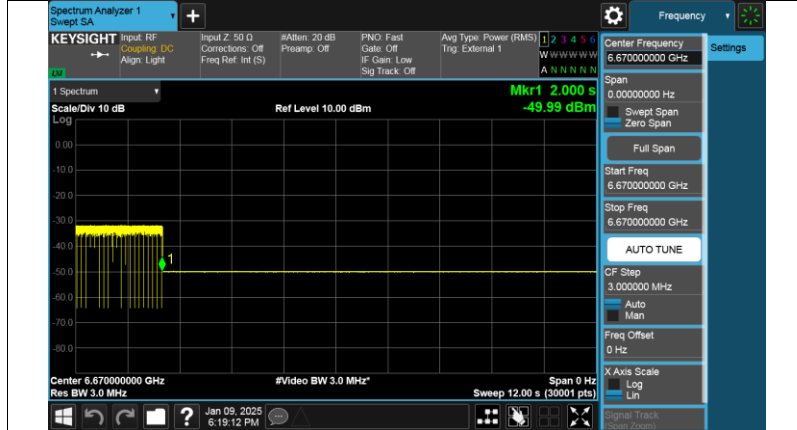 Spectrum Analyzer 1
Swept SA
Frequency
KEYSIGHT
Input: RF
Coupling: DC
Align: Light
Input Z: 50 Ω
Corrections: Off
Freq Ref: Int (S)
#Atten: 20 dB
Preamp: Off
PNO: Fast
Gate: Off
IF Gain: Low
Sig Track: Off
Avg Type: Power (RMS)
Trig: External 1
1 2 3 4 5 6
W W W W W W
A N N N N N
LXI
1 Spectrum
Scale/Div 10 dB
Log
Ref Level 10.00 dBm
Mkr1 2.000 s
-49.99 dBm
0.00
-10.0
-20.0
-30.0
-40.0
-50.0
-60.0
-70.0
-80.0
1
Center 6.670000000 GHz
Res BW 3.0 MHz
#Video BW 3.0 MHz*
Span 0 Hz
Sweep 12.00 s (30001 pts)
Jan 09, 2025
6:19:12 PM
Center Frequency
6.670000000 GHz
Settings
Span
0.00000000 Hz
Swept Span
Zero Span
Full Span
Start Freq
6.670000000 GHz
Stop Freq
6.670000000 GHz
AUTO TUNE
CF Step
3.000000 MHz
Auto
Man
Freq Offset
0 Hz
X Axis Scale
Log
Lin
Signal Track
(Span Zoom)